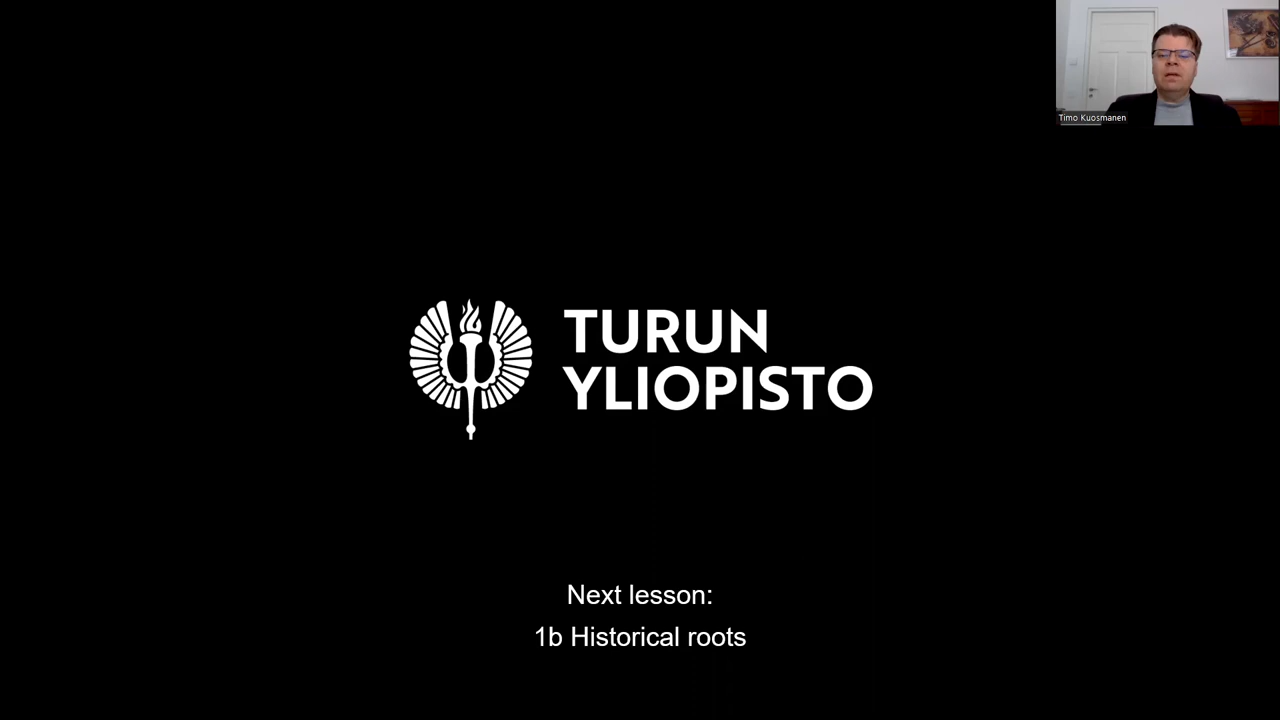 Timo Kuosmanen
TURUN
YLIOPISTO
Next lesson:
1b Historical roots